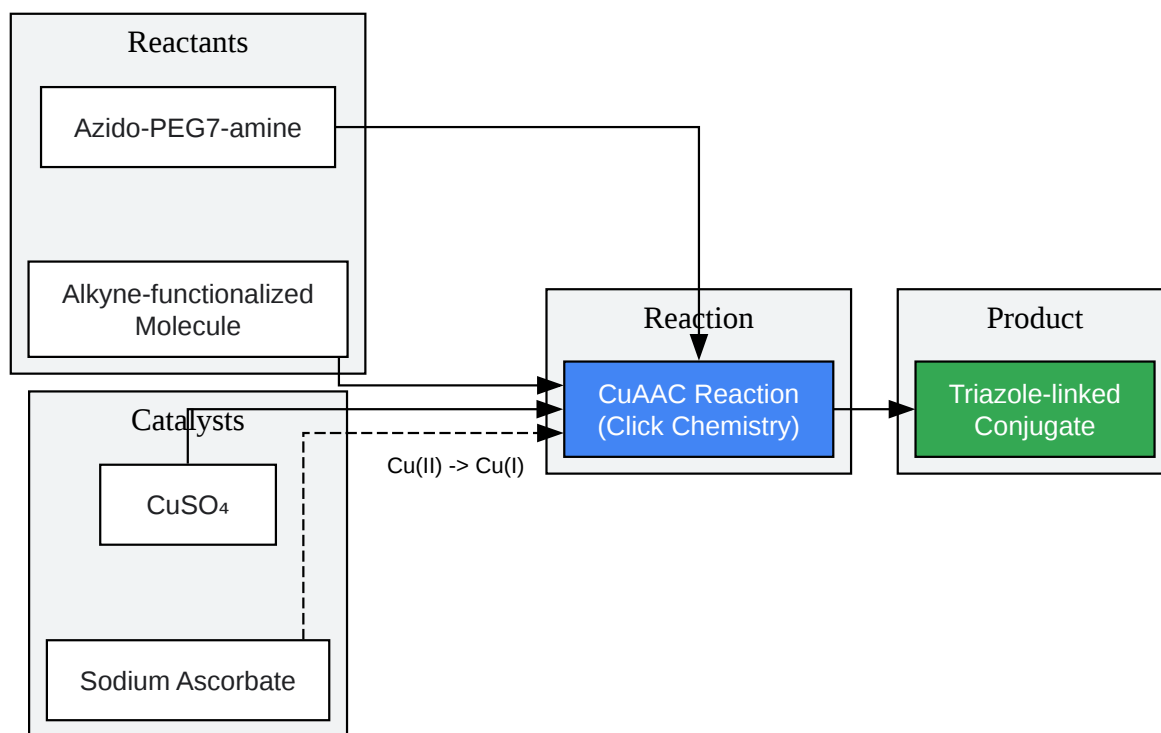 Reactants
Azido-PEG7-amine
Alkyne-functionalized
Molecule
Catalysts
CuSO₄
Sodium Ascorbate
Cu(II) -> Cu(I)
Reaction
CuAAC Reaction
(Click Chemistry)
Product
Triazole-linked
Conjugate